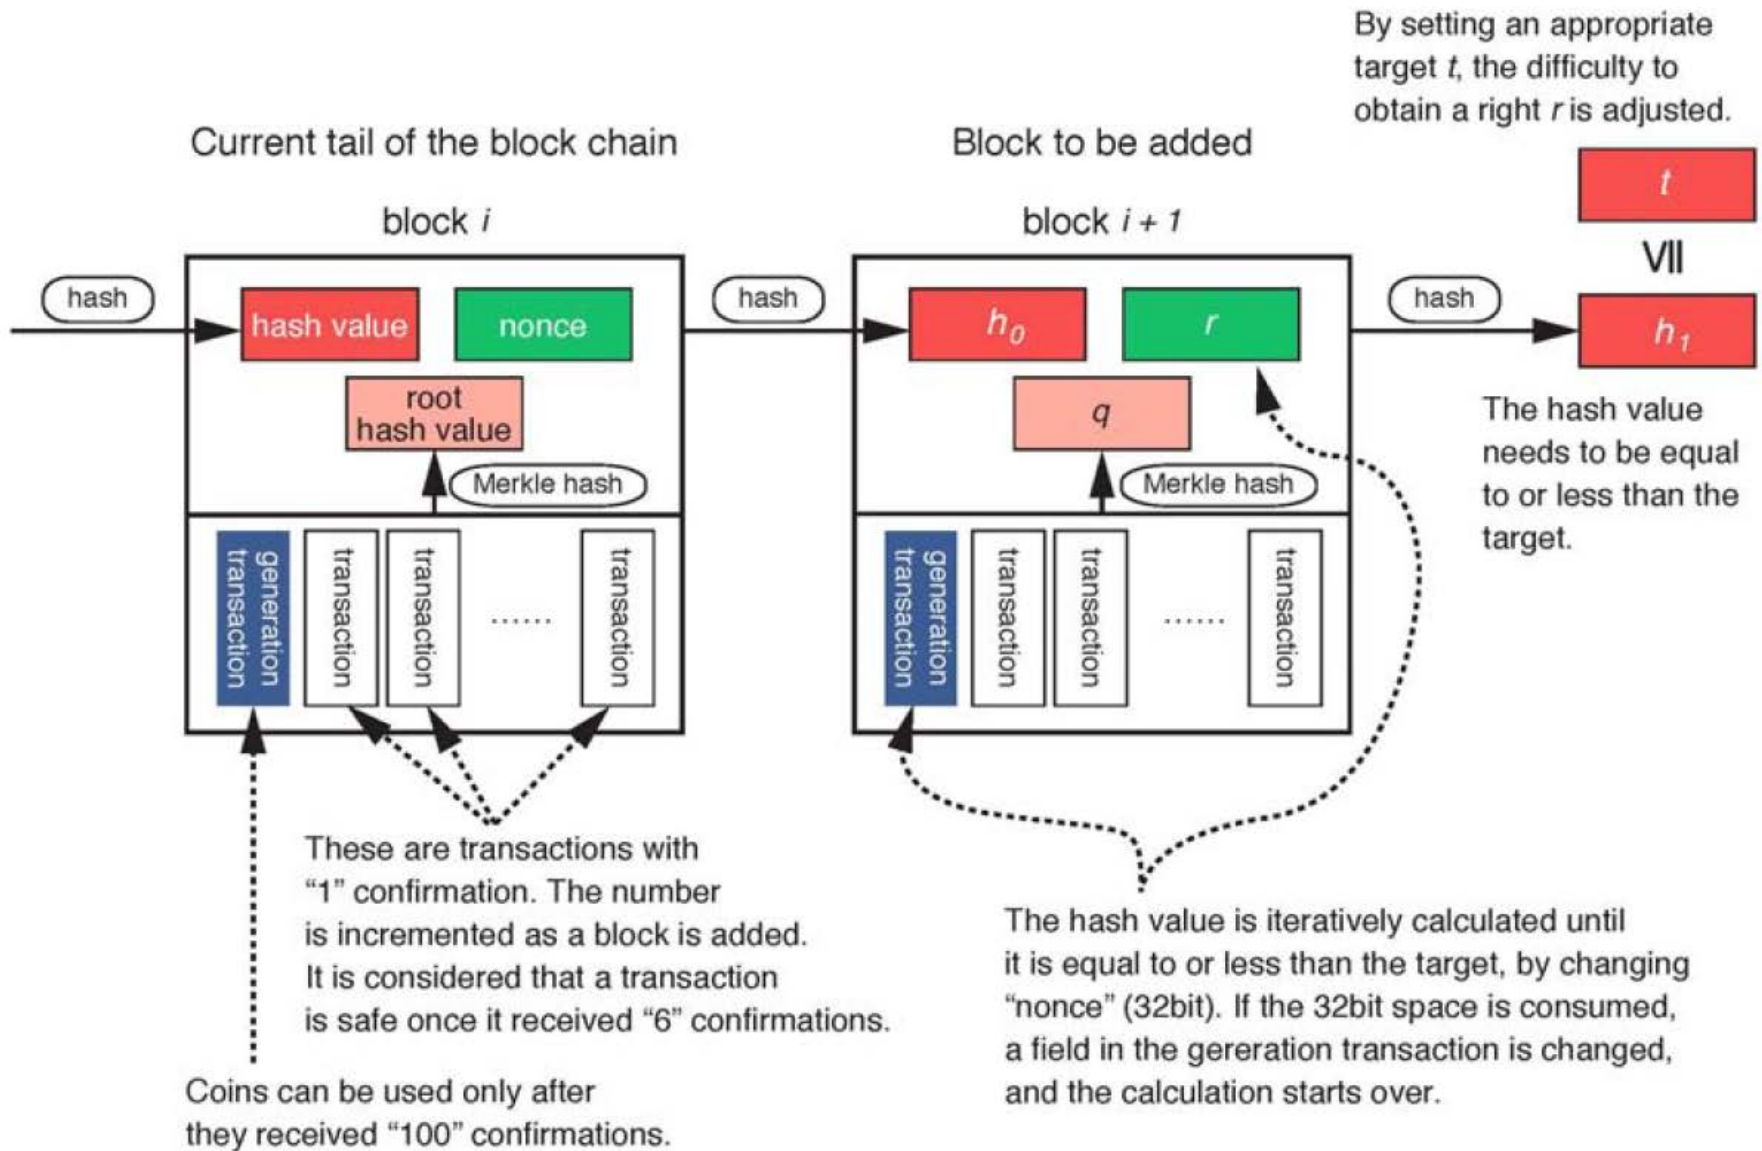 By setting an appropriate
target t, the difficulty to
obtain a right r is adjusted.
Current tail of the block chain
Block to be added
block i
block i + 1
t
VII
hash
hash value
nonce
hash
h0
r
hash
h1
root
hash value
q
Merkle hash
Merkle hash
The hash value
needs to be equal
to or less than the
target.
generation
transaction
transaction
transaction
......
transaction
generation
transaction
transaction
transaction
......
transaction
These are transactions with
“1” confirmation. The number
is incremented as a block is added.
It is considered that a transaction
is safe once it received “6” confirmations.
Coins can be used only after
they received “100” confirmations.
The hash value is iteratively calculated until
it is equal to or less than the target, by changing
“nonce” (32bit). If the 32bit space is consumed,
a field in the gereration transaction is changed,
and the calculation starts over.